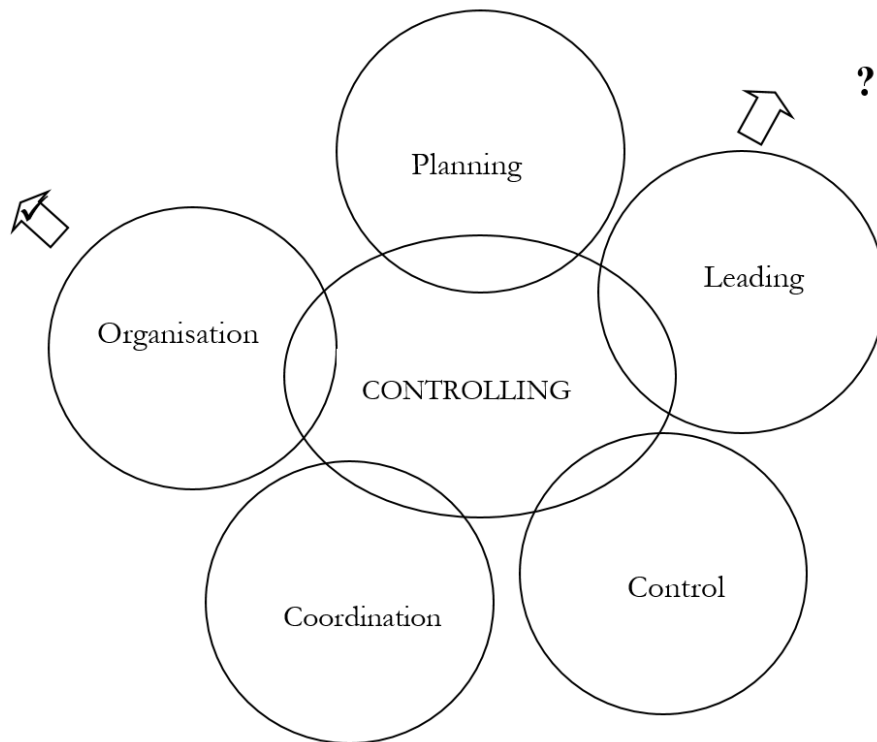 ?
Planning
Leading
Organisation
CONTROLLING
Control
Coordination